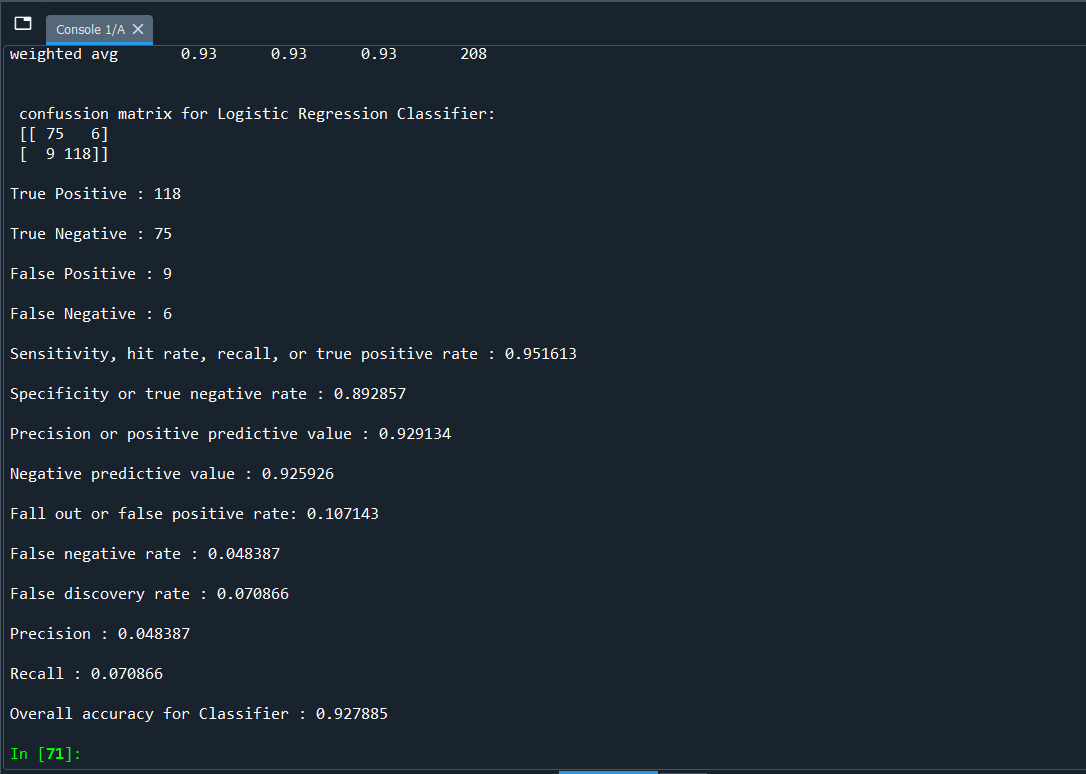 Console 1/A
weighted avg       0.93      0.93      0.93       208
confussion matrix for Logistic Regression Classifier:
[[ 75   6]
[  9 118]]
True Positive : 118
True Negative : 75
False Positive : 9
False Negative : 6
Sensitivity, hit rate, recall, or true positive rate : 0.951613
Specificity or true negative rate : 0.892857
Precision or positive predictive value : 0.929134
Negative predictive value : 0.925926
Fall out or false positive rate: 0.107143
False negative rate : 0.048387
False discovery rate : 0.070866
Precision : 0.048387
Recall : 0.070866
Overall accuracy for Classifier : 0.927885
In [71]: